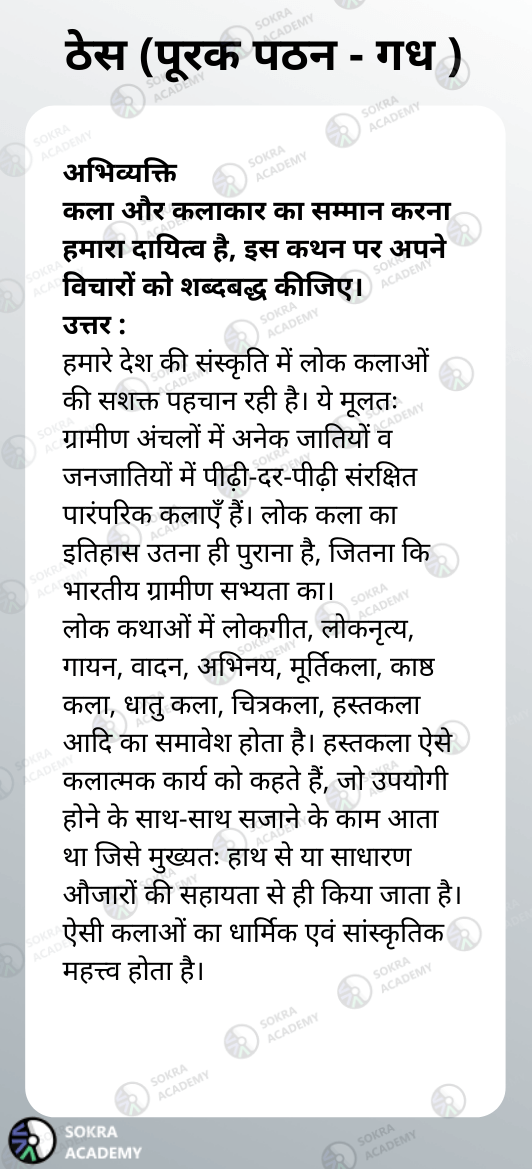 ठेस (पूरक पठन - गध )
अभिव्यक्ति
कला और कलाकार का सम्मान करना
हमारा दायित्व है, इस कथन पर अपने
विचारों को शब्दबद्ध कीजिए।
उत्तर :
हमारे देश की संस्कृति में लोक कलाओं
की सशक्त पहचान रही है। ये मूलतः
ग्रामीण अंचलों में अनेक जातियों व
जनजातियों में पीढ़ी-दर-पीढ़ी संरक्षित
पारंपरिक कलाएँ हैं। लोक कला का
इतिहास उतना ही पुराना है, जितना कि
भारतीय ग्रामीण सभ्यता का।
लोक कथाओं में लोकगीत, लोकनृत्य,
गायन, वादन, अभिनय, मूर्तिकला, काष्ठ
कला, धातु कला, चित्रकला, हस्तकला
आदि का समावेश होता है। हस्तकला ऐसे
कलात्मक कार्य को कहते हैं, जो उपयोगी
होने के साथ-साथ सजाने के काम आता
था जिसे मुख्यतः हाथ से या साधारण
औजारों की सहायता से ही किया जाता है।
ऐसी कलाओं का धार्मिक एवं सांस्कृतिक
महत्त्व होता है।
SOKRA
ACADEMY